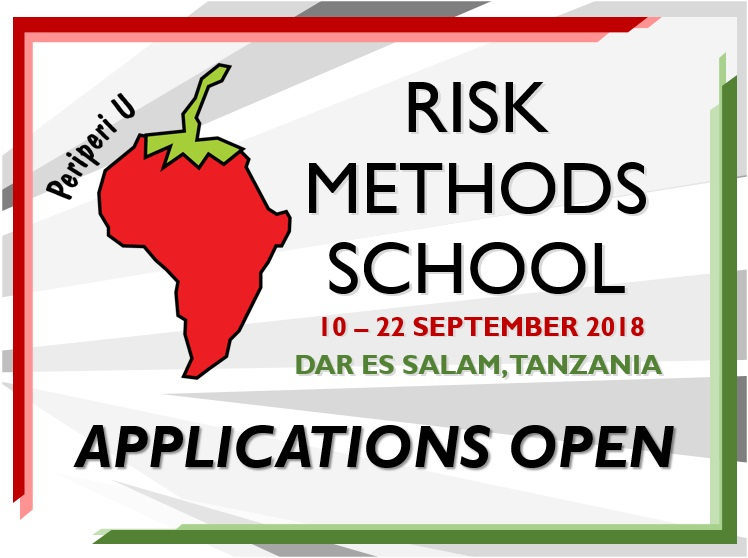 Periperi U
RISK
METHODS
SCHOOL
10 – 22 SEPTEMBER 2018
DAR ES SALAM, TANZANIA
APPLICATIONS OPEN